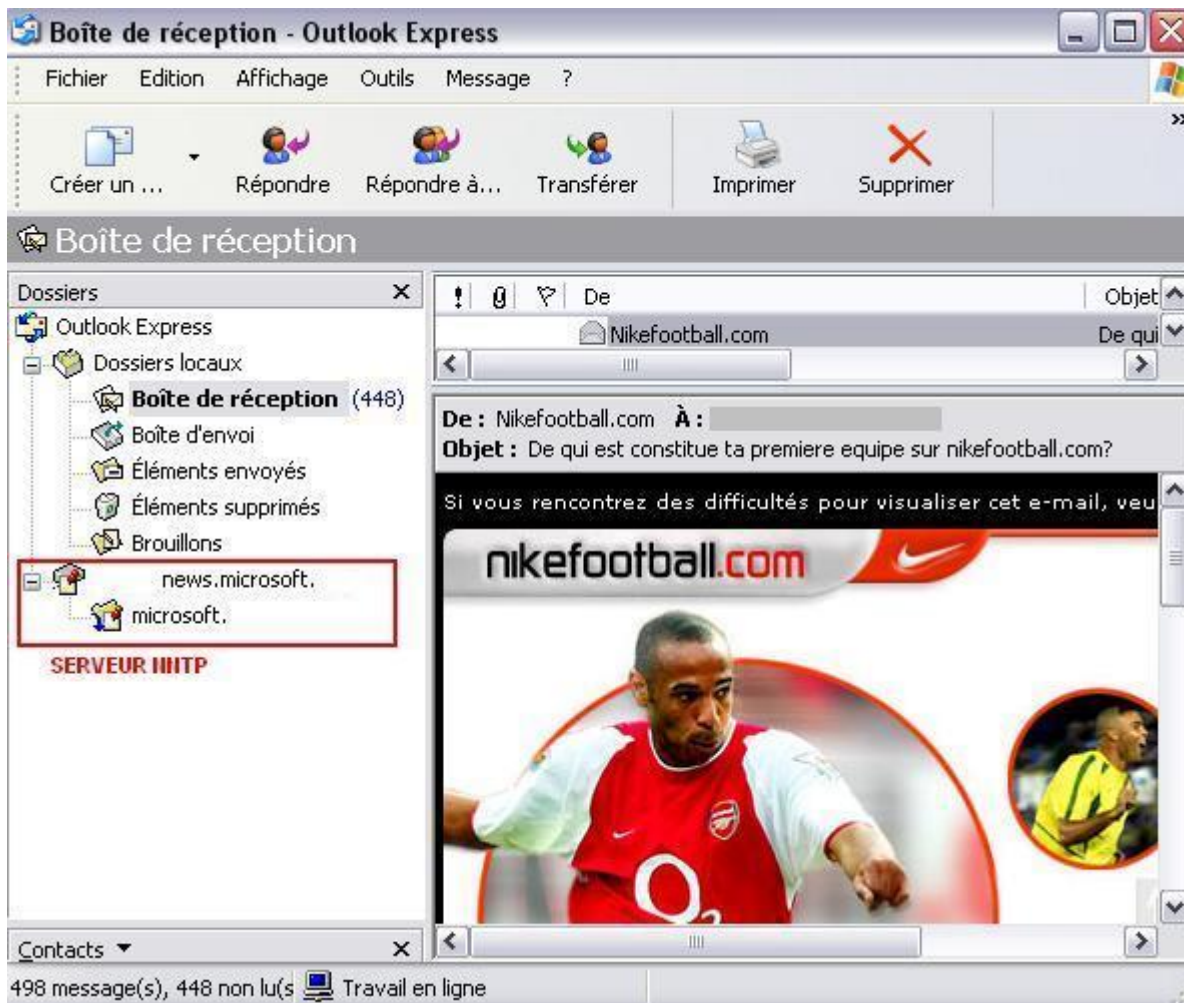 Boîte de réception - Outlook Express
Fichier Edition Affichage Outils Message ?
Créer un ... Répondre Répondre à... Transférer Imprimer Supprimer
Boîte de réception
Dossiers
Outlook Express
Dossiers locaux
Boîte de réception (448)
Boîte d'envoi
Éléments envoyés
Éléments supprimés
Brouillons
news.microsoft.
microsoft.
SERVEUR NNTP
De Objet
Nikefootball.com De qui
De : Nikefootball.com À :
Objet : De qui est constitue ta premiere equipe sur nikefootball.com?
Si vous rencontrez des difficultés pour visualiser cet e-mail, veu
nikefootball.com
O2
Contacts
498 message(s), 448 non lu(s Travail en ligne